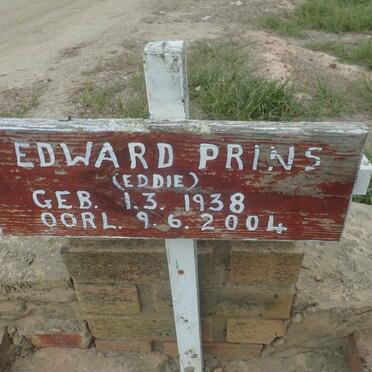 EDWARD PRINS
(EDDIE)
GEB. 1.3. 1938
OORL. 9.6.2004